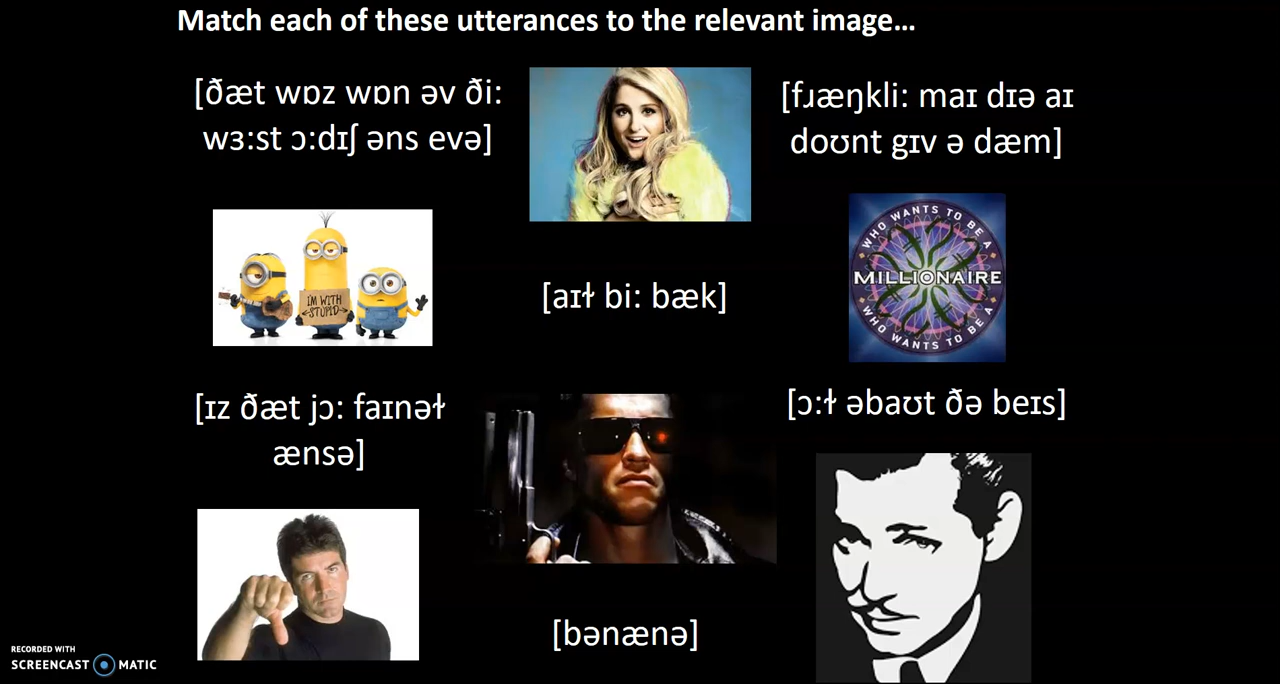 Match each of these utterances to the relevant image…
[ðæt wɒz wɒn əv ði:
wɜ:st ɔ:dɪʃ əns evə]
[fɹæŋkli: maɪ dɪə aɪ
doʊnt gɪv ə dæm]
I'M WITH
←STUPID→
[aɪɫ bi: bæk]
WHO WANTS TO BE A
MILLIONAIRE
WHO WANTS TO BE A
[ɪz ðæt jɔ: faɪnəɫ
ænsə]
[ɔ:ɫ əbaʊt ðə beɪs]
[bənænə]
RECORDED WITH
SCREENCAST MATIC